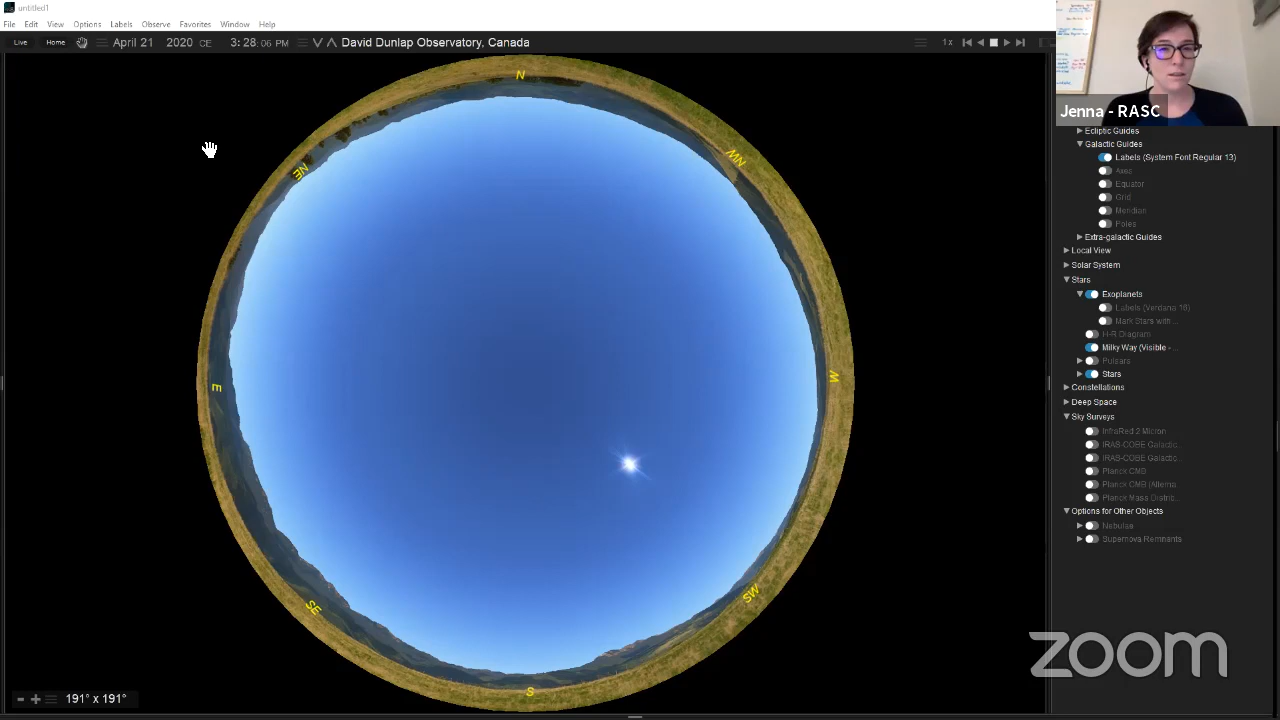 untitled1
File Edit View Options Labels Observe Favorites Window Help
Live Home April 21 2020 CE 3:28:06 PM David Dunlap Observatory, Canada 1x
Jenna - RASC
Ecliptic Guides
Galactic Guides
Labels (System Font Regular 13)
Axes
Equator
Grid
Meridian
Poles
Extra-galactic Guides
Local View
Solar System
Stars
Exoplanets
Labels (Verdana 16)
Mark Stars with...
H-R Diagram
Milky Way (Visible - ...
Pulsars
Stars
Constellations
Deep Space
Sky Surveys
InfraRed 2 Micron
IRAS-COBE Galactic...
IRAS-COBE Galactic...
Planck CMB
Planck CMB (Alterna
Planck Mass Distric...
Options for Other Objects
Nebulae
Supernova Remnants
N
NE
NW
E
W
SE
SW
S
191° x 191°
zoom